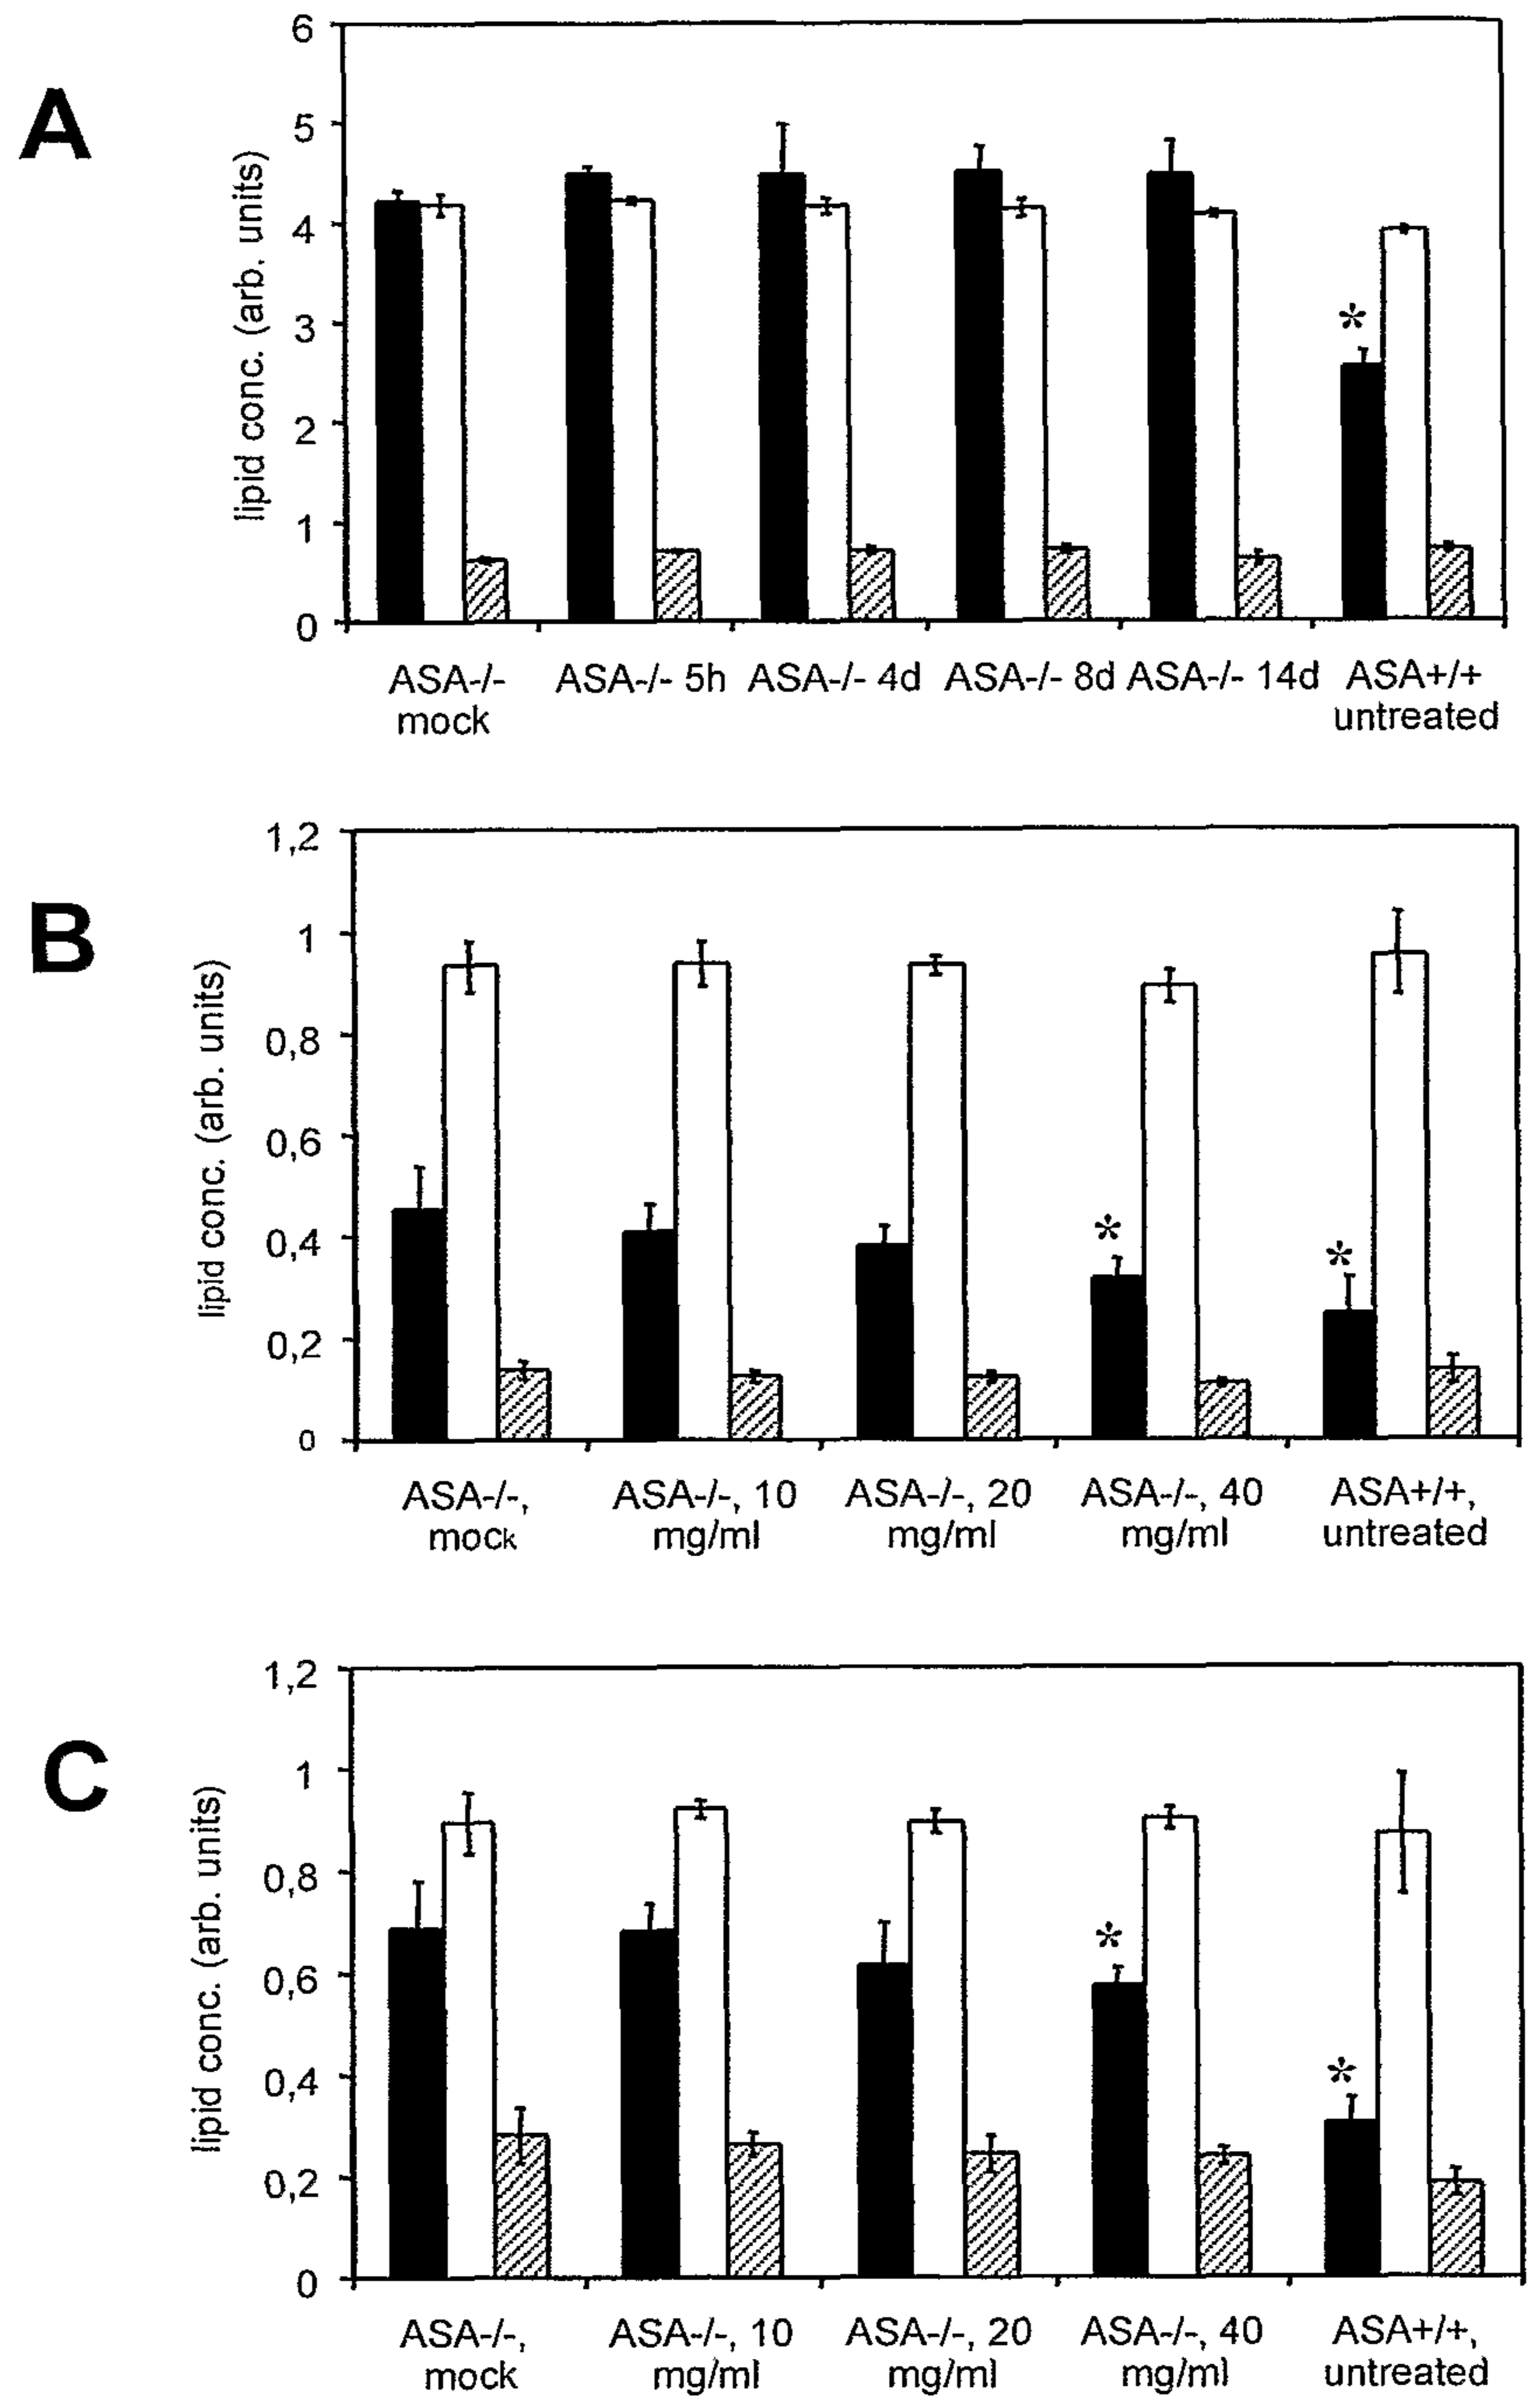 A
lipid conc. (arb. units)
6
5
4
3
2
1
0
*
ASA-/- mock
ASA-/- 5h
ASA-/- 4d
ASA-/- 8d
ASA-/- 14d
ASA+/+ untreated
B
lipid conc. (arb. units)
1,2
1
0,8
0,6
0,4
0,2
0
*
*
ASA-/-, mock
ASA-/-, 10 mg/ml
ASA-/-, 20 mg/ml
ASA-/-, 40 mg/ml
ASA+/+, untreated
C
lipid conc. (arb. units)
1,2
1
0,8
0,6
0,4
0,2
0
*
*
ASA-/-, mock
ASA-/-, 10 mg/ml
ASA-/-, 20 mg/ml
ASA-/-, 40 mg/ml
ASA+/+, untreated